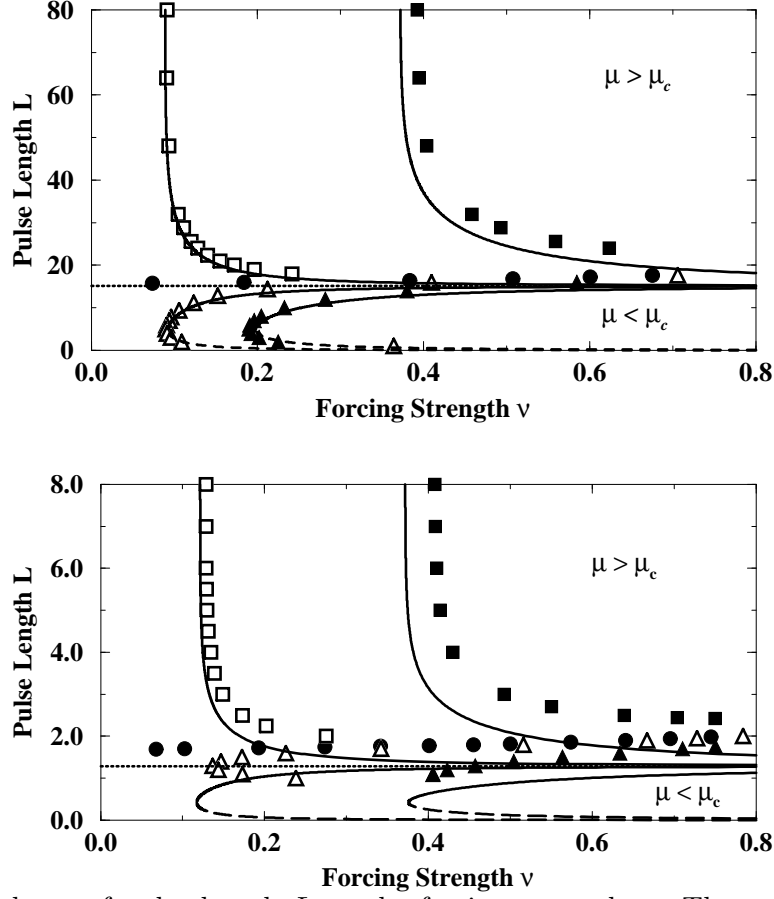 80
60
40
20
0
Pulse Length L
μ > μc
μ < μc
0.0 0.2 0.4 0.6 0.8
Forcing Strength ν
8.0
6.0
4.0
2.0
0.0
Pulse Length L
μ > μc
μ < μc
0.0 0.2 0.4 0.6 0.8
Forcing Strength ν